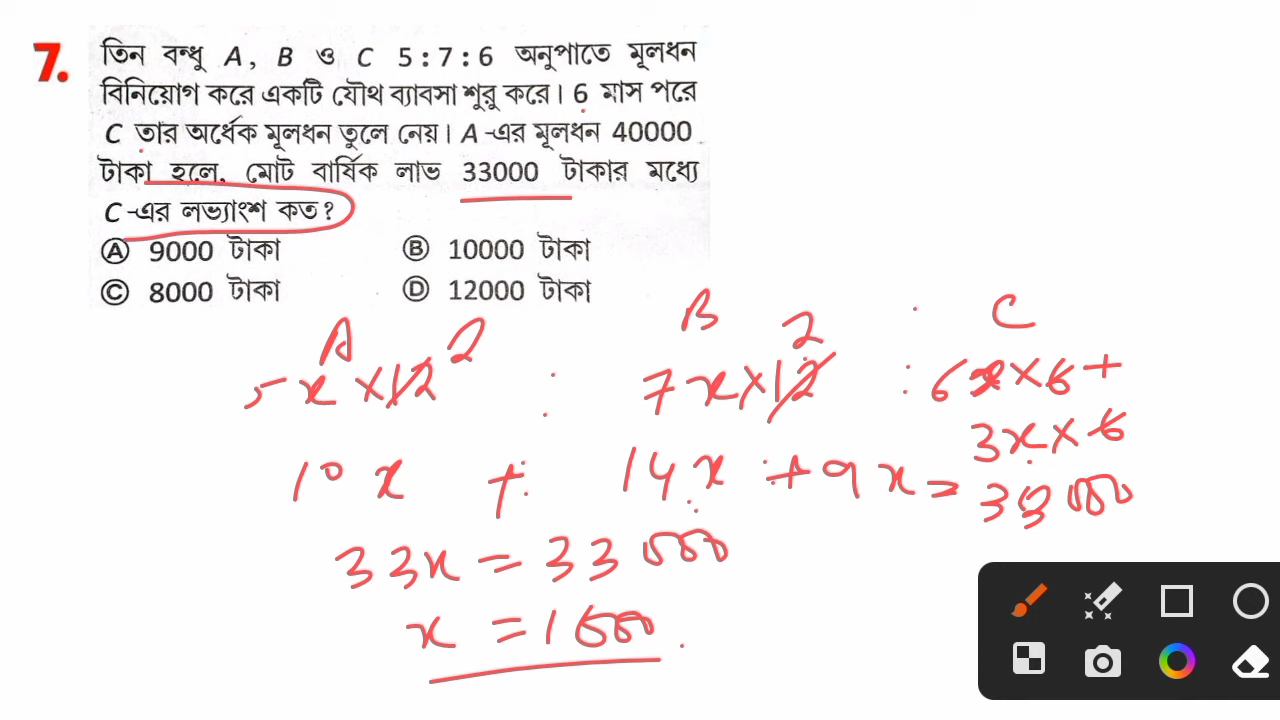 7.
তিন বন্ধু A, B ও C 5 : 7 : 6 অনুপাতে মূলধন
বিনিয়োগ করে একটি যৌথ ব্যাবসা শুরু করে। 6 মাস পরে
C তার অর্ধেক মূলধন তুলে নেয়। A -এর মূলধন 40000
টাকা হলে, মোট বার্ষিক লাভ 33000 টাকার মধ্যে
C -এর লভ্যাংশ কত?
A 9000 টাকা B 10000 টাকা
C 8000 টাকা D 12000 টাকা
A B : C
2 2
5x × 12 : 7x × 12 : 6x × 6 +
3x × 6
10x + 14x + 9x = 33000
33x = 33000
x = 1000